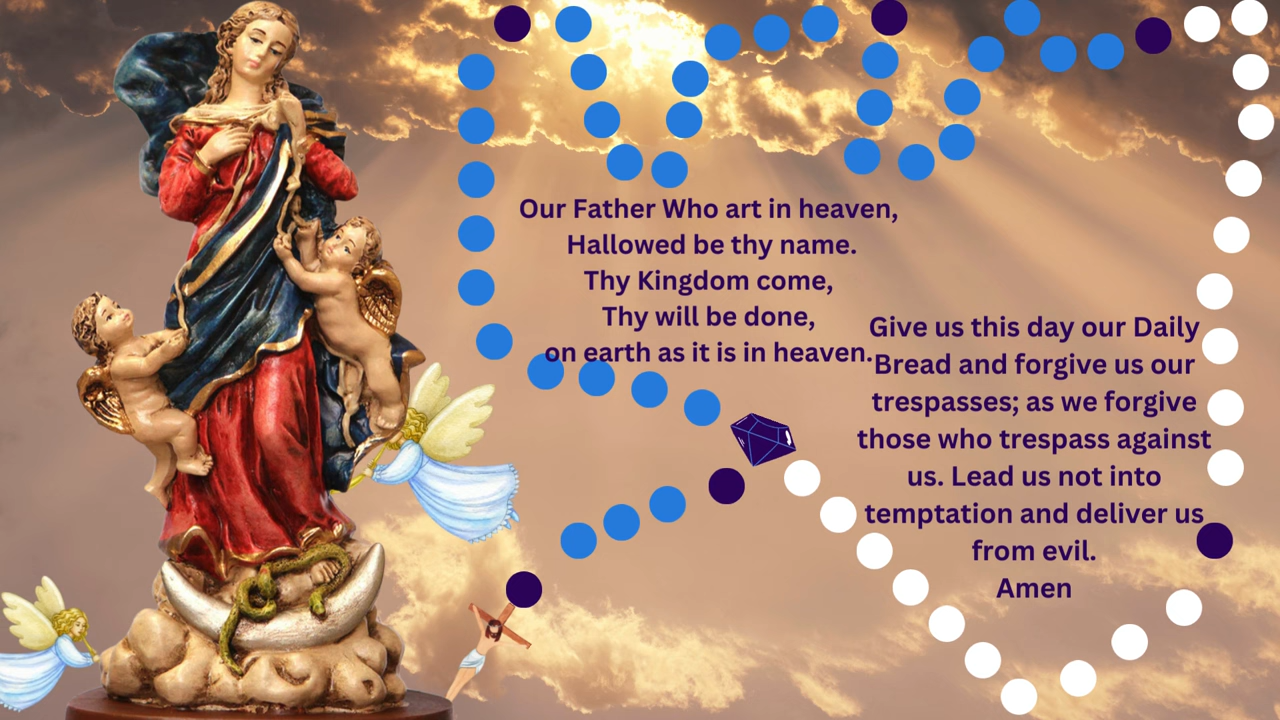 Our Father Who art in heaven,
Hallowed be thy name.
Thy Kingdom come,
Thy will be done,
on earth as it is in heaven.
Give us this day our Daily
Bread and forgive us our
trespasses; as we forgive
those who trespass against
us. Lead us not into
temptation and deliver us
from evil.
Amen